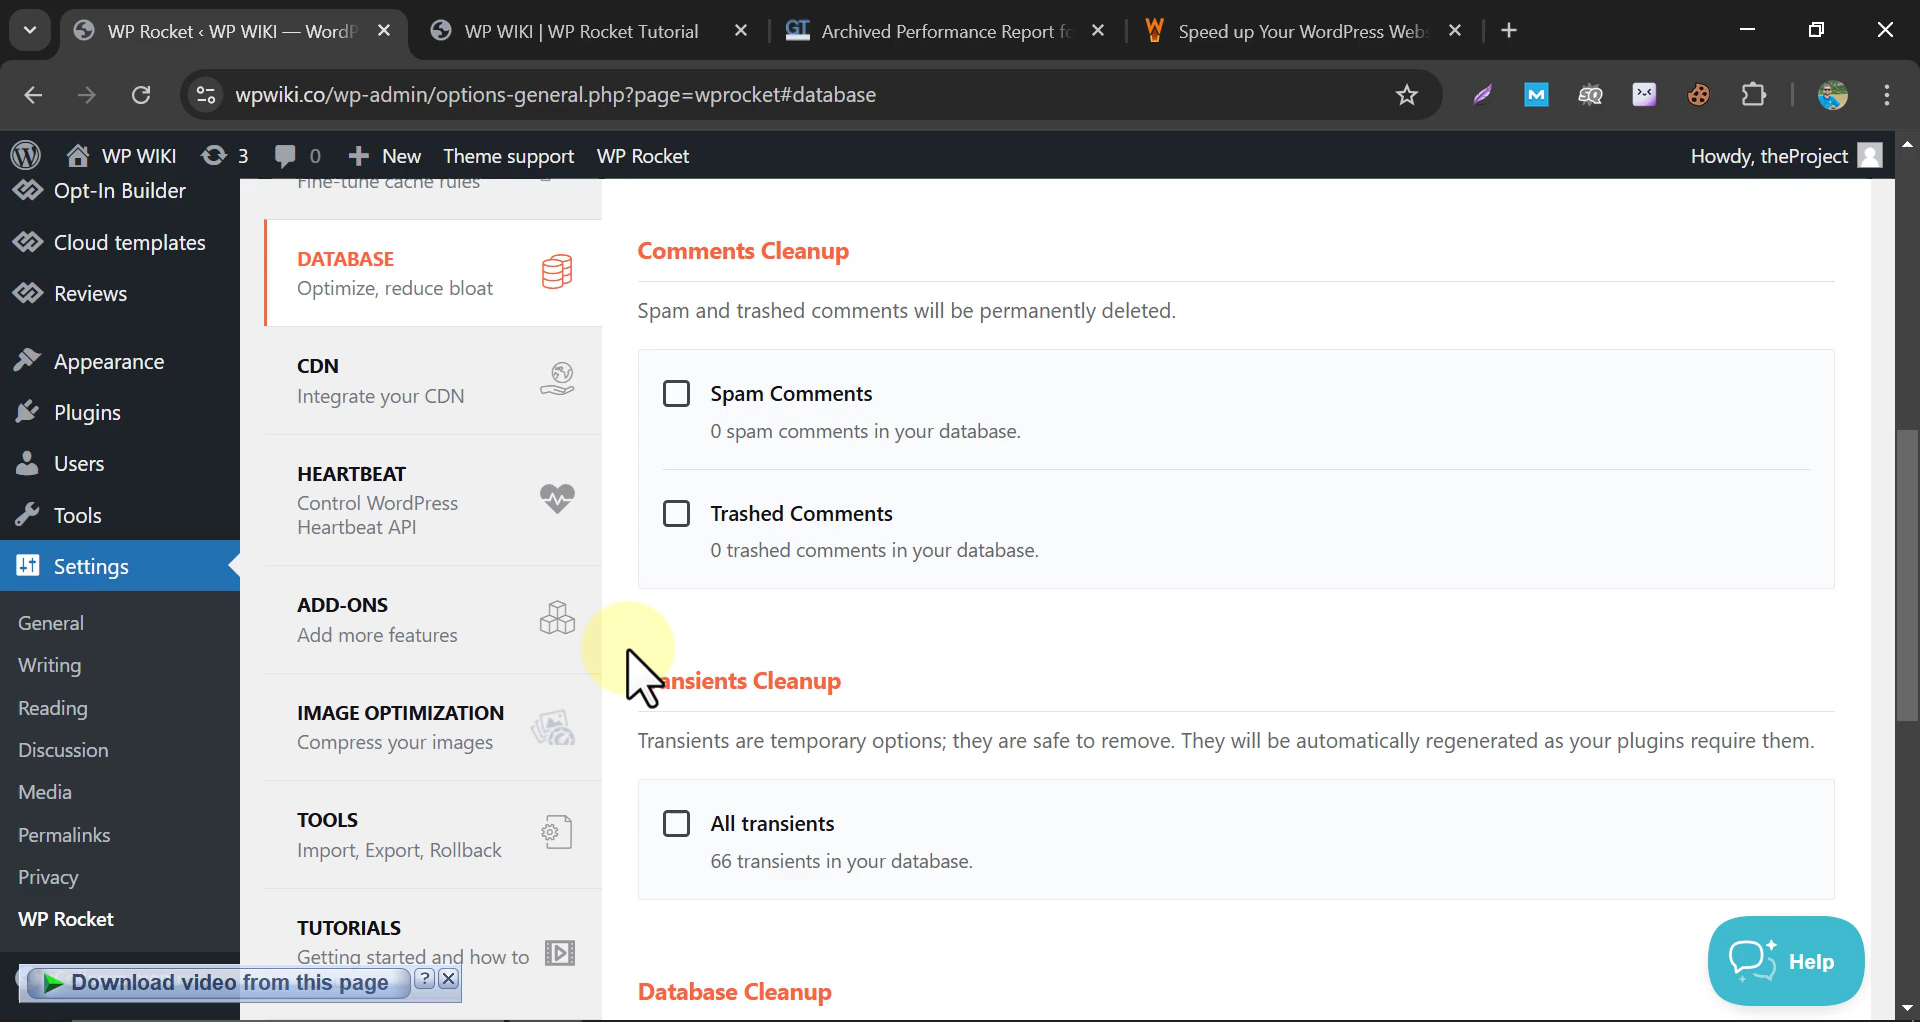 WP Rocket ‹ WP WIKI — WordP
WP WIKI | WP Rocket Tutorial
GT
Archived Performance Report fo
Speed up Your WordPress Webs
wpwiki.co/wp-admin/options-general.php?page=wprocket#database
WP WIKI
3
0
New
Theme support
WP Rocket
Howdy, theProject
Opt-In Builder
Cloud templates
Reviews
Appearance
Plugins
Users
Tools
Settings
General
Writing
Reading
Discussion
Media
Permalinks
Privacy
WP Rocket
Download video from this page
?
Fine-tune cache rules
DATABASE
Optimize, reduce bloat
CDN
Integrate your CDN
HEARTBEAT
Control WordPress
Heartbeat API
ADD-ONS
Add more features
IMAGE OPTIMIZATION
Compress your images
TOOLS
Import, Export, Rollback
TUTORIALS
Getting started and how to
Comments Cleanup
Spam and trashed comments will be permanently deleted.
Spam Comments
0 spam comments in your database.
Trashed Comments
0 trashed comments in your database.
ansients Cleanup
Transients are temporary options; they are safe to remove. They will be automatically regenerated as your plugins require them.
All transients
66 transients in your database.
Database Cleanup
Help